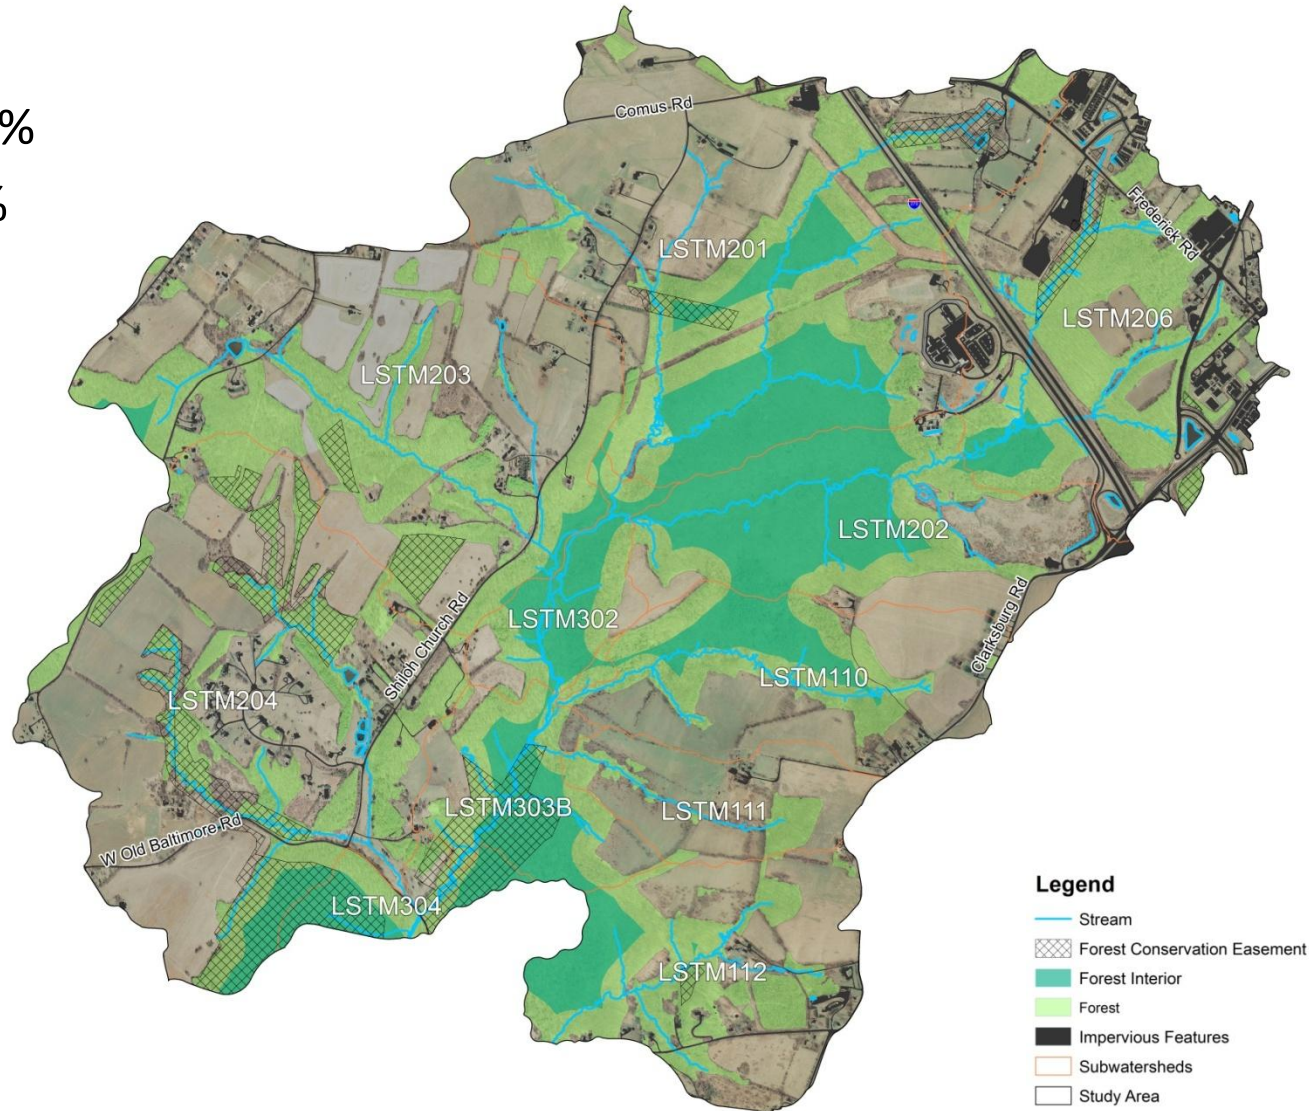 %
%
Comus Rd
Frederick Rd
LSTM201
LSTM206
LSTM203
LSTM202
LSTM302
Shiloh Church Rd
Clarksburg Rd
LSTM110
LSTM204
LSTM303B
LSTM111
W Old Baltimore Rd
LSTM304
LSTM112
Legend
Stream
Forest Conservation Easement
Forest Interior
Forest
Impervious Features
Subwatersheds
Study Area